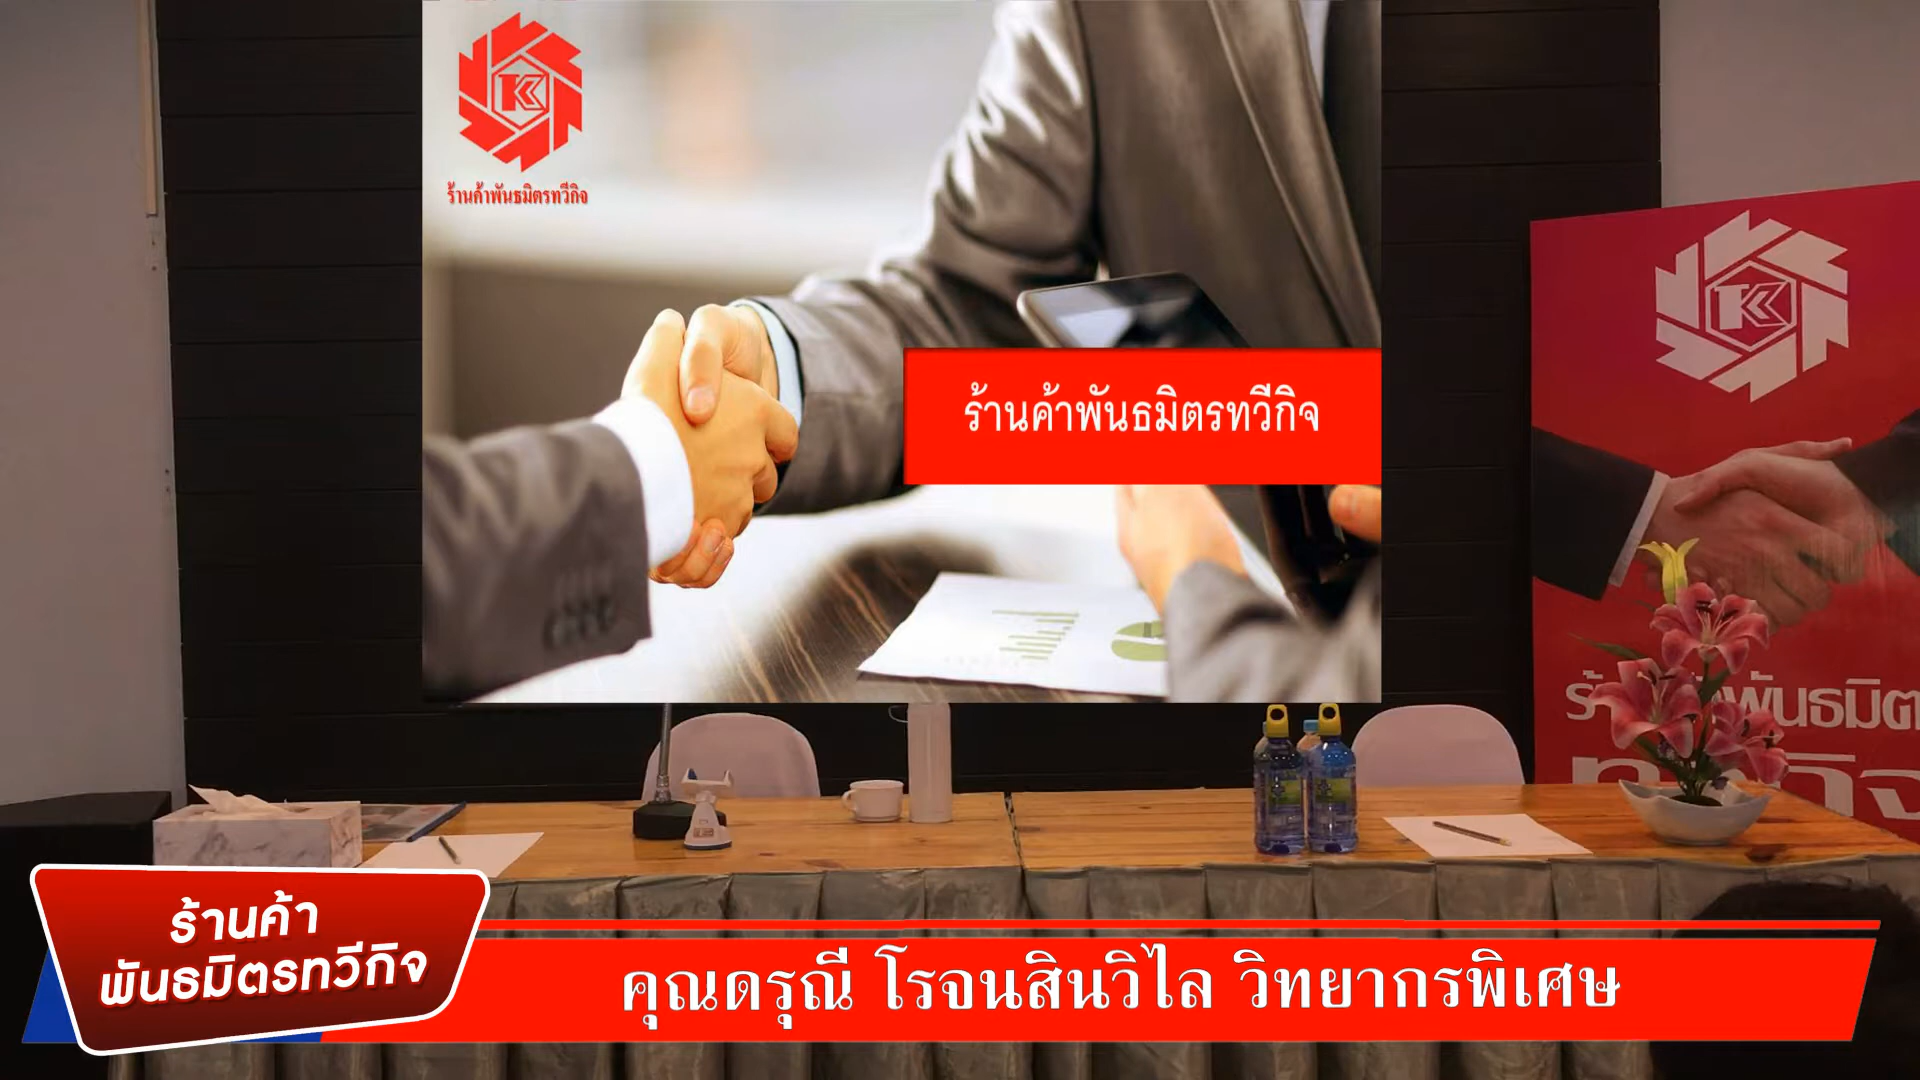 ร้านค้าพันธมิตรทวีกิจ
ร้านค้าพันธมิตรทวีกิจ
ร้านค้า
พันธมิตรทวีกิจ
คุณดรุณี โรจนสินวิไล วิทยากรพิเศษ